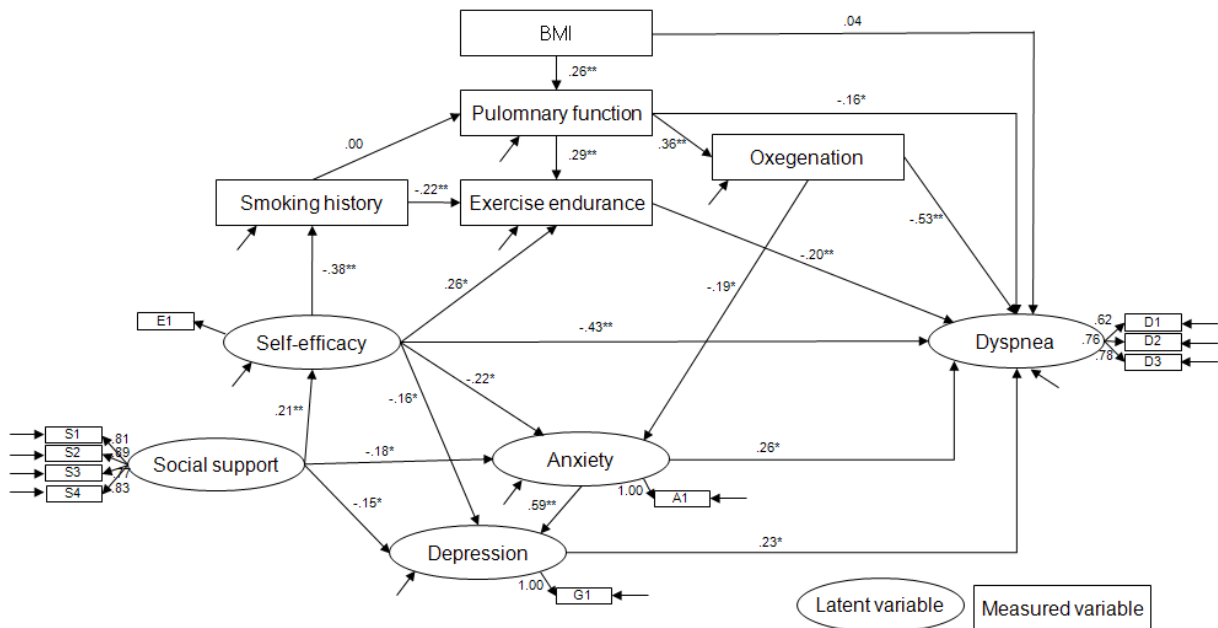 BMI
.04
.26**
Pulomnary function
-.16*
.00
.36**
.29**
Oxegenation
Smoking history
-.22**
Exercise endurance
-.53**
-.20**
-.38**
.26*
-.19*
E1
Self-efficacy
-.43**
Dyspnea
.62
D1
.76
D2
.78
D3
-.22*
-.16*
.21**
S1
.81
S2
.89
S3
.77
S4
.83
Social support
-.18*
Anxiety
.26*
1.00
A1
-.15*
.59**
Depression
.23*
1.00
G1
Latent variable
Measured variable